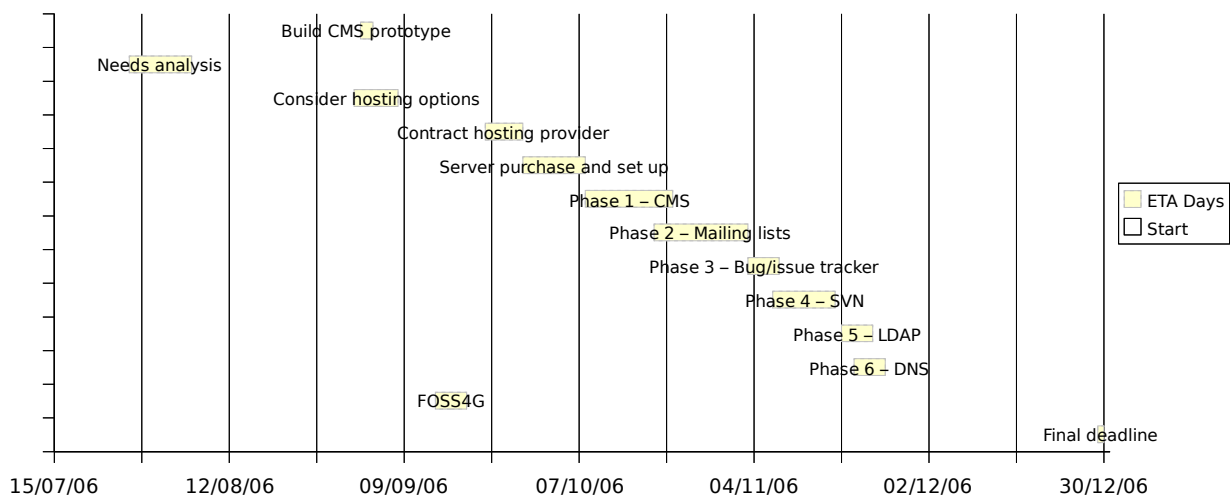 Build CMS prototype
Needs analysis
Consider hosting options
Contract hosting provider
Server purchase and set up
Phase 1 – CMS
Phase 2 – Mailing lists
Phase 3 – Bug/issue tracker
Phase 4 – SVN
Phase 5 – LDAP
Phase 6 – DNS
FOSS4G
Final deadline
ETA Days
Start
15/07/06 12/08/06 09/09/06 07/10/06 04/11/06 02/12/06 30/12/06